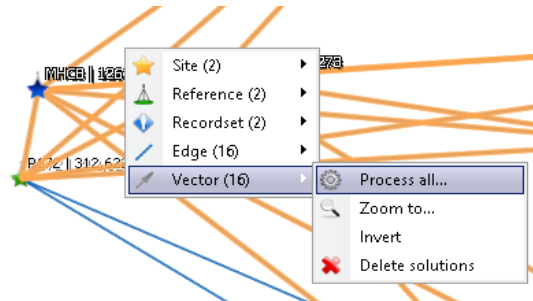 MHCB | 126
278
Site (2)
Reference (2)
Recordset (2)
P172 | 312.622
Edge (16)
Vector (16)
Process all...
Zoom to...
Invert
Delete solutions